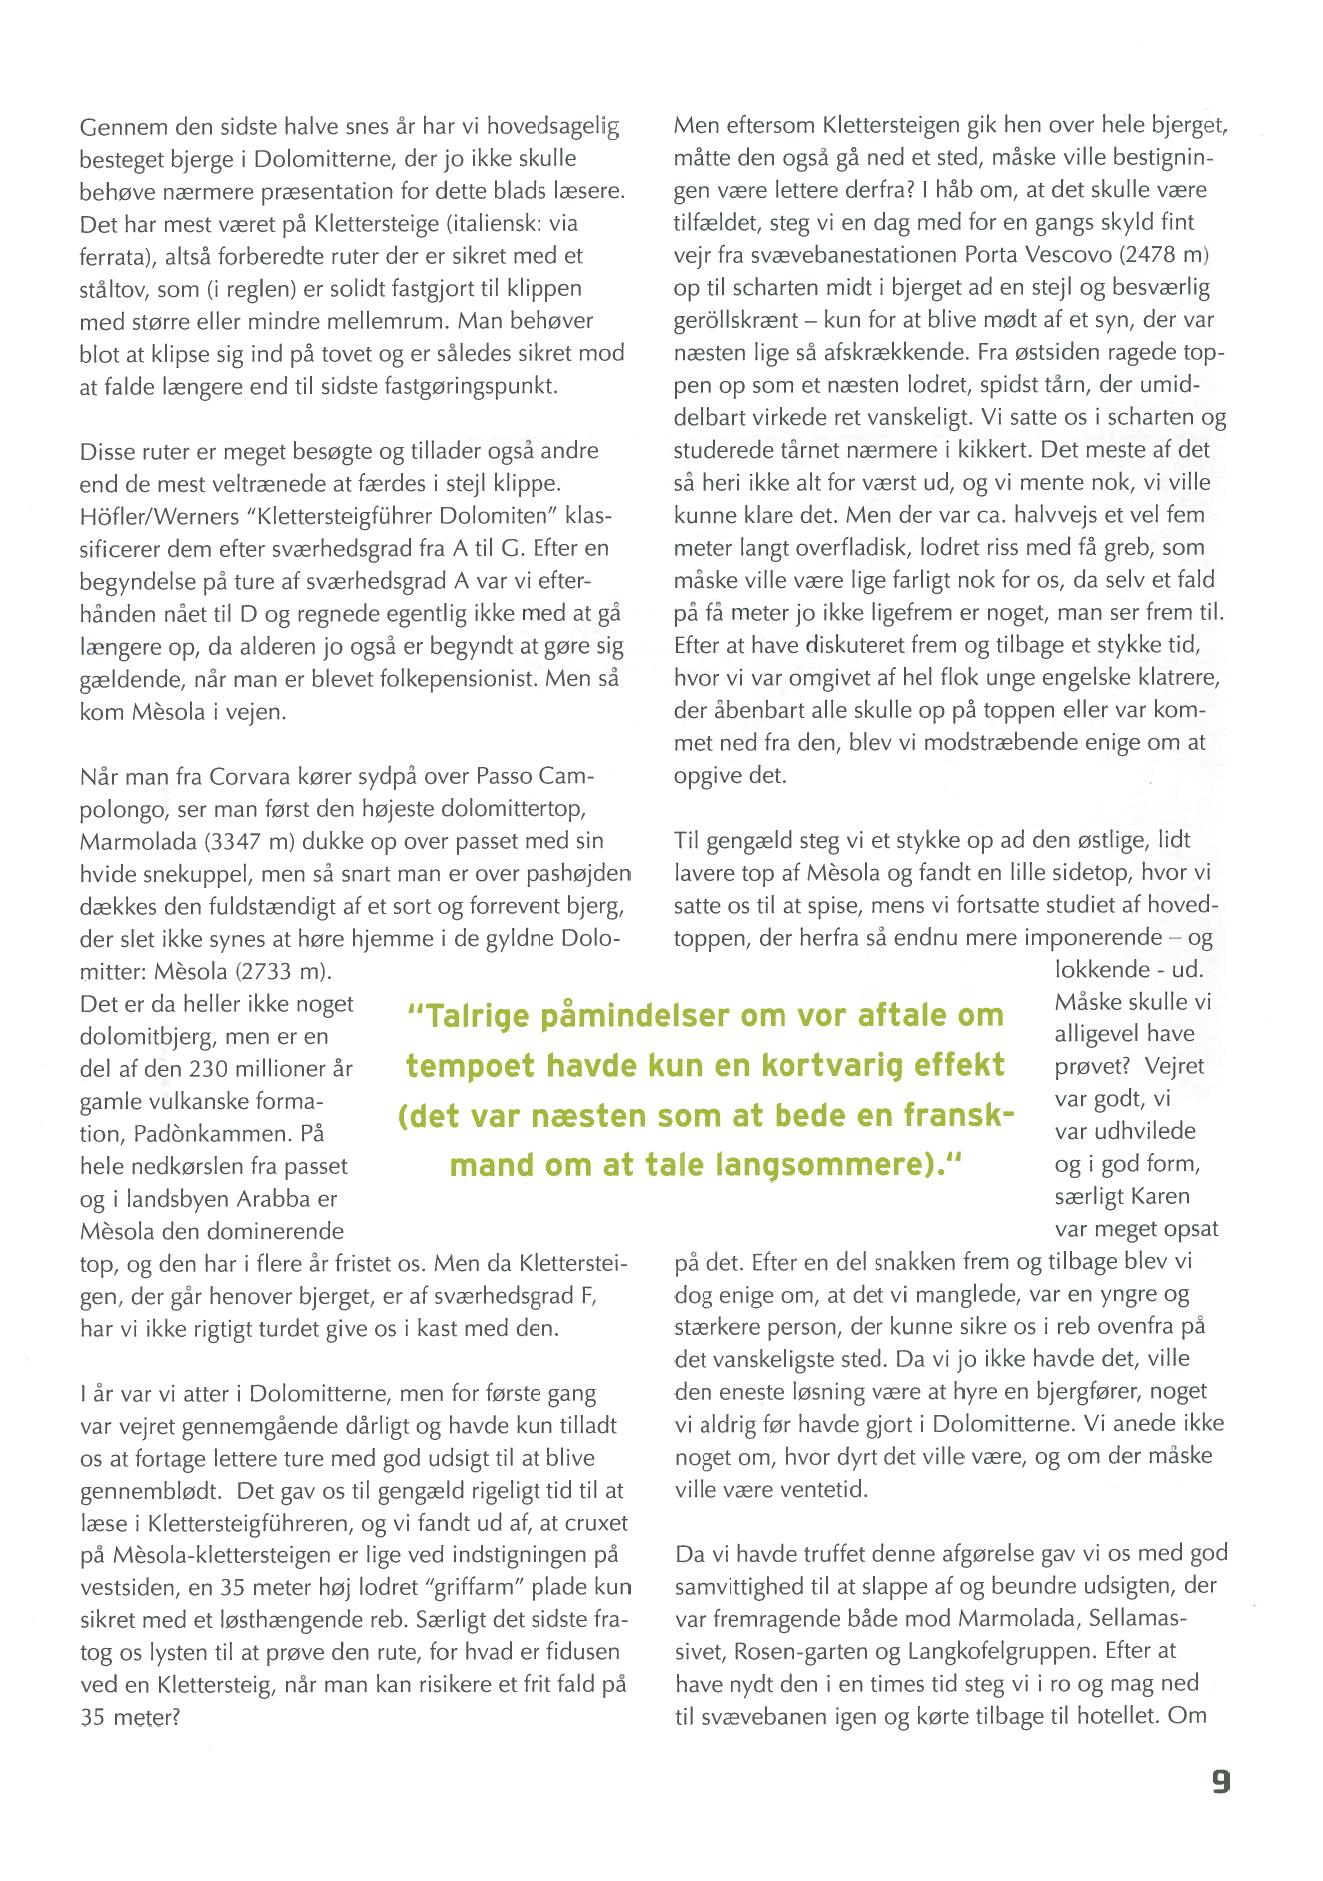 Gennem den sidste halve snes år har vi hovedsagelig
besteget bjerge i Dolomitterne, der jo ikke skulle
behøve nærmere præsentation for dette blads læsere.
Det har mest været på Klettersteige (italiensk: via
ferrata), altså forberedte ruter der er sikret med et
ståltov, som (i reglen) er solidt fastgjort til klippen
med større eller mindre mellemrum. Man behøver
blot at klipse sig ind på tovet og er således sikret mod
at falde længere end til sidste fastgøringspunkt.

Disse ruter er meget besøgte og tillader også andre
end de mest veltrænede at færdes i stejl klippe.
Höfler/Werners "Klettersteigführer Dolomiten" klas-
sificerer dem efter sværhedsgrad fra A til G. Efter en
begyndelse på ture af sværhedsgrad A var vi efter-
hånden nået til D og regnede egentlig ikke med at gå
længere op, da alderen jo også er begyndt at gøre sig
gældende, når man er blevet folkepensionist. Men så
kom Mèsola i vejen.

Når man fra Corvara kører sydpå over Passo Cam-
polongo, ser man først den højeste dolomittertop,
Marmolada (3347 m) dukke op over passet med sin
hvide snekuppel, men så snart man er over pashøjden
dækkes den fuldstændigt af et sort og forrevent bjerg,
der slet ikke synes at høre hjemme i de gyldne Dolo-
mitter: Mèsola (2733 m).
Det er da heller ikke noget
dolomitbjerg, men er en
del af den 230 millioner år
gamle vulkanske forma-
tion, Padònkammen. På
hele nedkørslen fra passet
og i landsbyen Arabba er
Mèsola den dominerende
top, og den har i flere år fristet os. Men da Klettersteі-
gen, der går henover bjerget, er af sværhedsgrad F,
har vi ikke rigtigt turdet give os i kast med den.

I år var vi atter i Dolomitterne, men for første gang
var vejret gennemgående dårligt og havde kun tilladt
os at fortage lettere ture med god udsigt til at blive
gennemblødt.  Det gav os til gengæld rigeligt tid til at
læse i Klettersteigführeren, og vi fandt ud af, at cruxet
på Mèsola-klettersteigen er lige ved indstigningen på
vestsiden, en 35 meter høj lodret "griffarm" plade kun
sikret med et løsthængende reb. Særligt det sidste fra-
tog os lysten til at prøve den rute, for hvad er fidusen
ved en Klettersteig, når man kan risikere et frit fald på
35 meter?

Men eftersom Klettersteigen gik hen over hele bjerget,
måtte den også gå ned et sted, måske ville bestignin-
gen være lettere derfra? I håb om, at det skulle være
tilfældet, steg vi en dag med for en gangs skyld fint
vejr fra svævebanestationen Porta Vescovo (2478 m)
op til scharten midt i bjerget ad en stejl og besværlig
geröllskrænt – kun for at blive mødt af et syn, der var
næsten lige så afskrækkende. Fra østsiden ragede top-
pen op som et næsten lodret, spidst tårn, der umid-
delbart virkede ret vanskeligt. Vi satte os i scharten og
studerede tårnet nærmere i kikkert. Det meste af det
så heri ikke alt for værst ud, og vi mente nok, vi ville
kunne klare det. Men der var ca. halvvejs et vel fem
meter langt overfladisk, lodret riss med få greb, som
måske ville være lige farligt nok for os, da selv et fald
på få meter jo ikke ligefrem er noget, man ser frem til.
Efter at have diskuteret frem og tilbage et stykke tid,
hvor vi var omgivet af hel flok unge engelske klatrere,
der åbenbart alle skulle op på toppen eller var kom-
met ned fra den, blev vi modstræbende enige om at
opgive det.

Til gengæld steg vi et stykke op ad den østlige, lidt
lavere top af Mèsola og fandt en lille sidetop, hvor vi
satte os til at spise, mens vi fortsatte studiet af hoved-
toppen, der herfra så endnu mere imponerende – og
lokkende - ud.
Måske skulle vi
alligevel have
prøvet?  Vejret
var godt, vi
var udhvilede
og i god form,
særligt Karen
var meget opsat
på det. Efter en del snakken frem og tilbage blev vi
dog enige om, at det vi manglede, var en yngre og
stærkere person, der kunne sikre os i reb ovenfra på
det vanskeligste sted. Da vi jo ikke havde det, ville
den eneste løsning være at hyre en bjergfører, noget
vi aldrig før havde gjort i Dolomitterne. Vi anede ikke
noget om, hvor dyrt det ville være, og om der måske
ville være ventetid.

Da vi havde truffet denne afgørelse gav vi os med god
samvittighed til at slappe af og beundre udsigten, der
var fremragende både mod Marmolada, Sellamas-
sivet, Rosen-garten og Langkofelgruppen. Efter at
have nydt den i en times tid steg vi i ro og mag ned
til svævebanen igen og kørte tilbage til hotellet. Om

"Talrige påmindelser om vor aftale om
tempoet havde kun en kortvarig effekt
(det var næsten som at bede en fransk-
mand om at tale langsommere)."

9